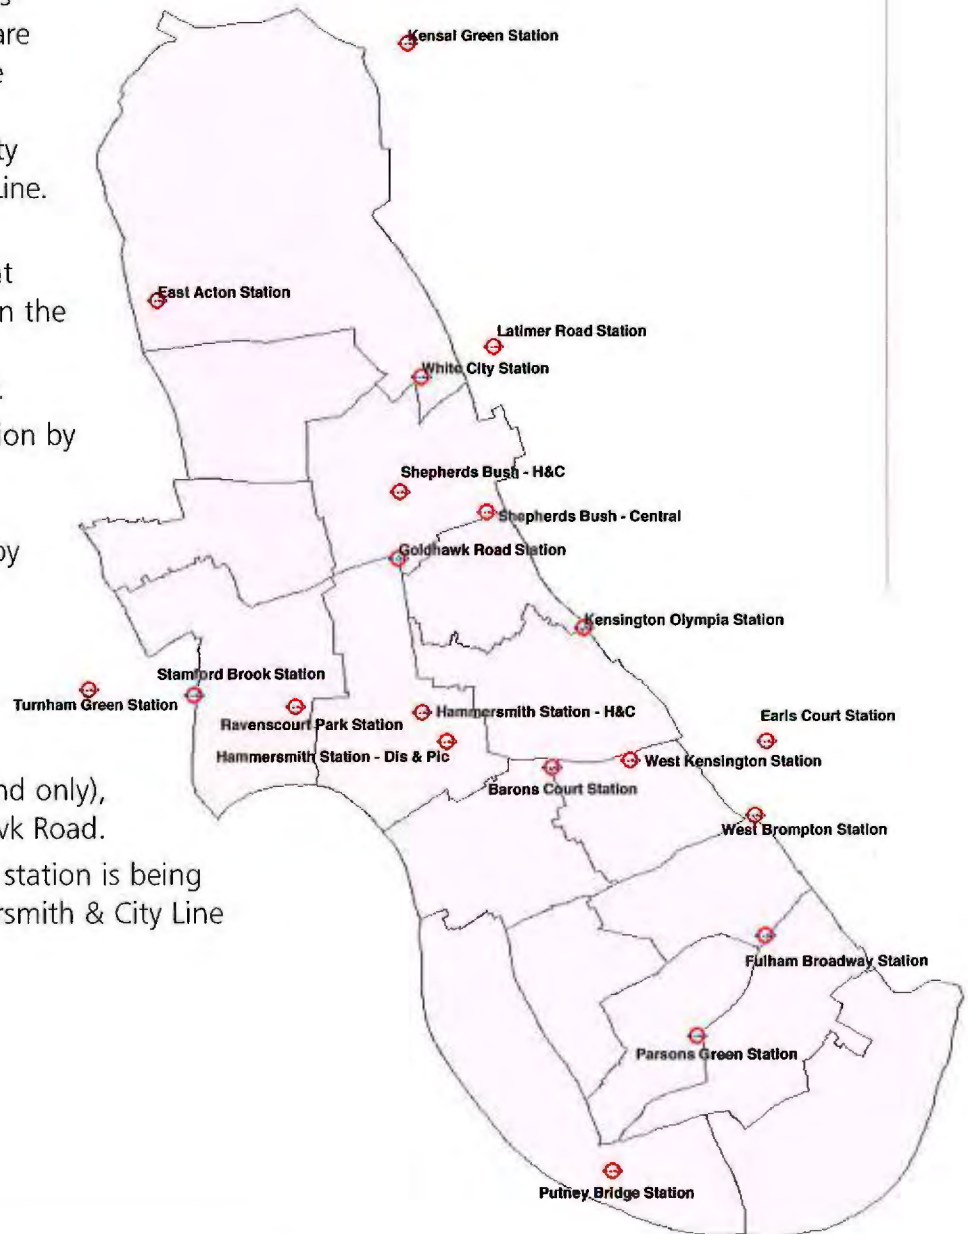 are
ty
Line.
at
n the
ion by
by
nd only),
vk Road.
station is being
rsmith & City Line
Kensal Green Station
East Acton Station
Latimer Road Station
White City Station
Shepherds Bush - H&C
Shepherds Bush - Central
Goldhawk Road Station
Kensington Olympia Station
Stamford Brook Station
Turnham Green Station
Ravenscourt Park Station
Hammersmith Station - H&C
Earls Court Station
Hammersmith Station - Dis & Pic
West Kensington Station
Barons Court Station
West Brompton Station
Fulham Broadway Station
Parsons Green Station
Putney Bridge Station